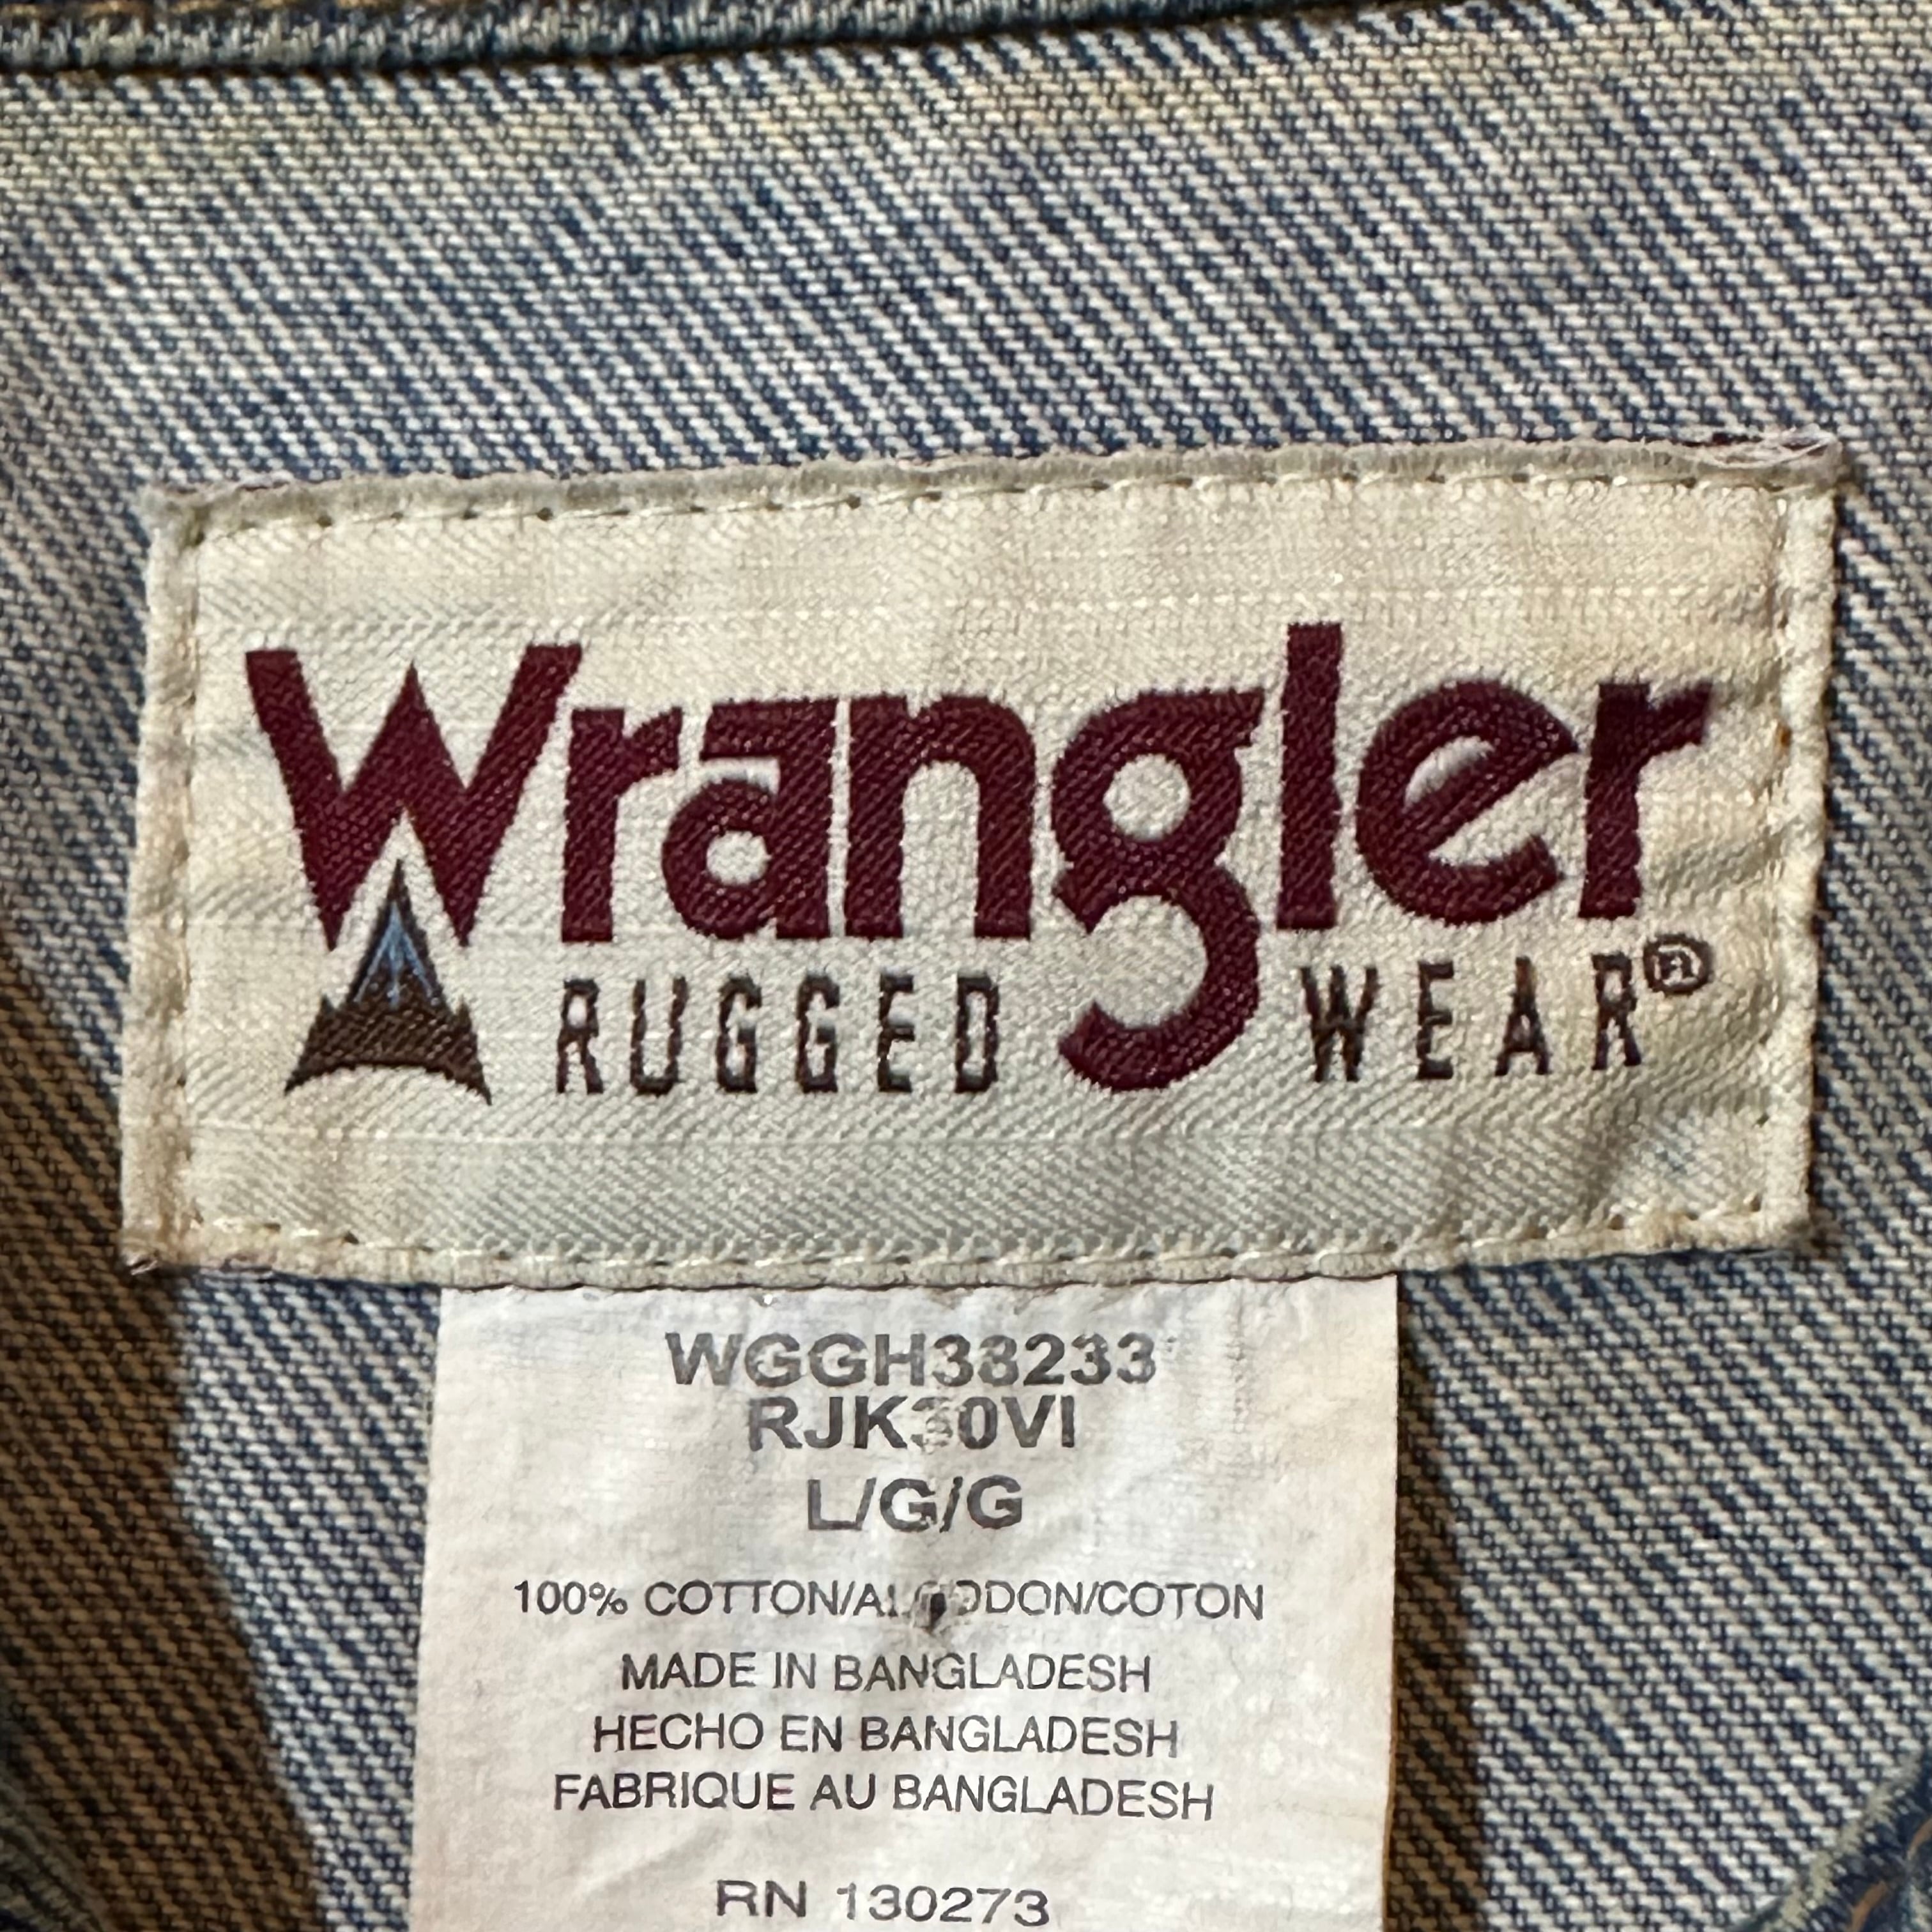 Wrangler
RUGGED WEAR®
WGGH38233
RJK30VI
L/G/G
100% COTTON/ALGODON/COTON
MADE IN BANGLADESH
HECHO EN BANGLADESH
FABRIQUE AU BANGLADESH
RN 130273